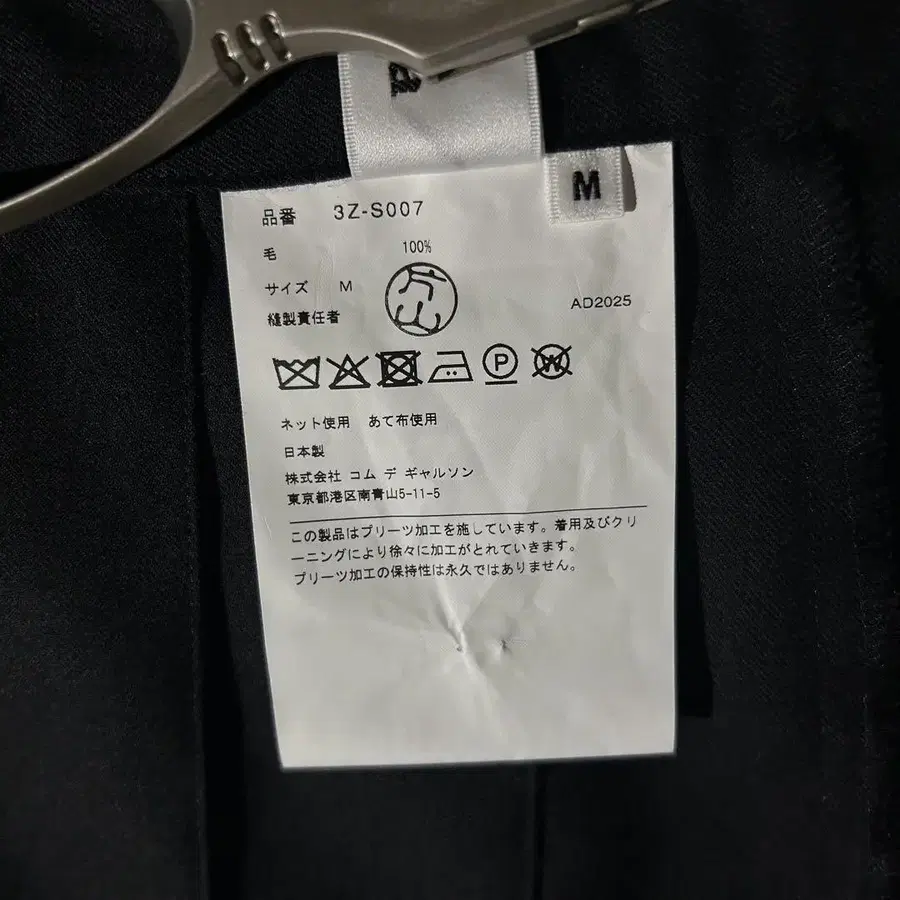 M
品番 3Z-S007
毛 100%
サイズ M
縫製責任者
AD2025
P
W
ネット使用 あて布使用
日本製
株式会社 コム デ ギャルソン
東京都港区南青山5-11-5
この製品はプリーツ加工を施しています。着用及びクリ
ーニングにより徐々に加工がとれていきます。
プリーツ加工の保持性は永久ではありません。